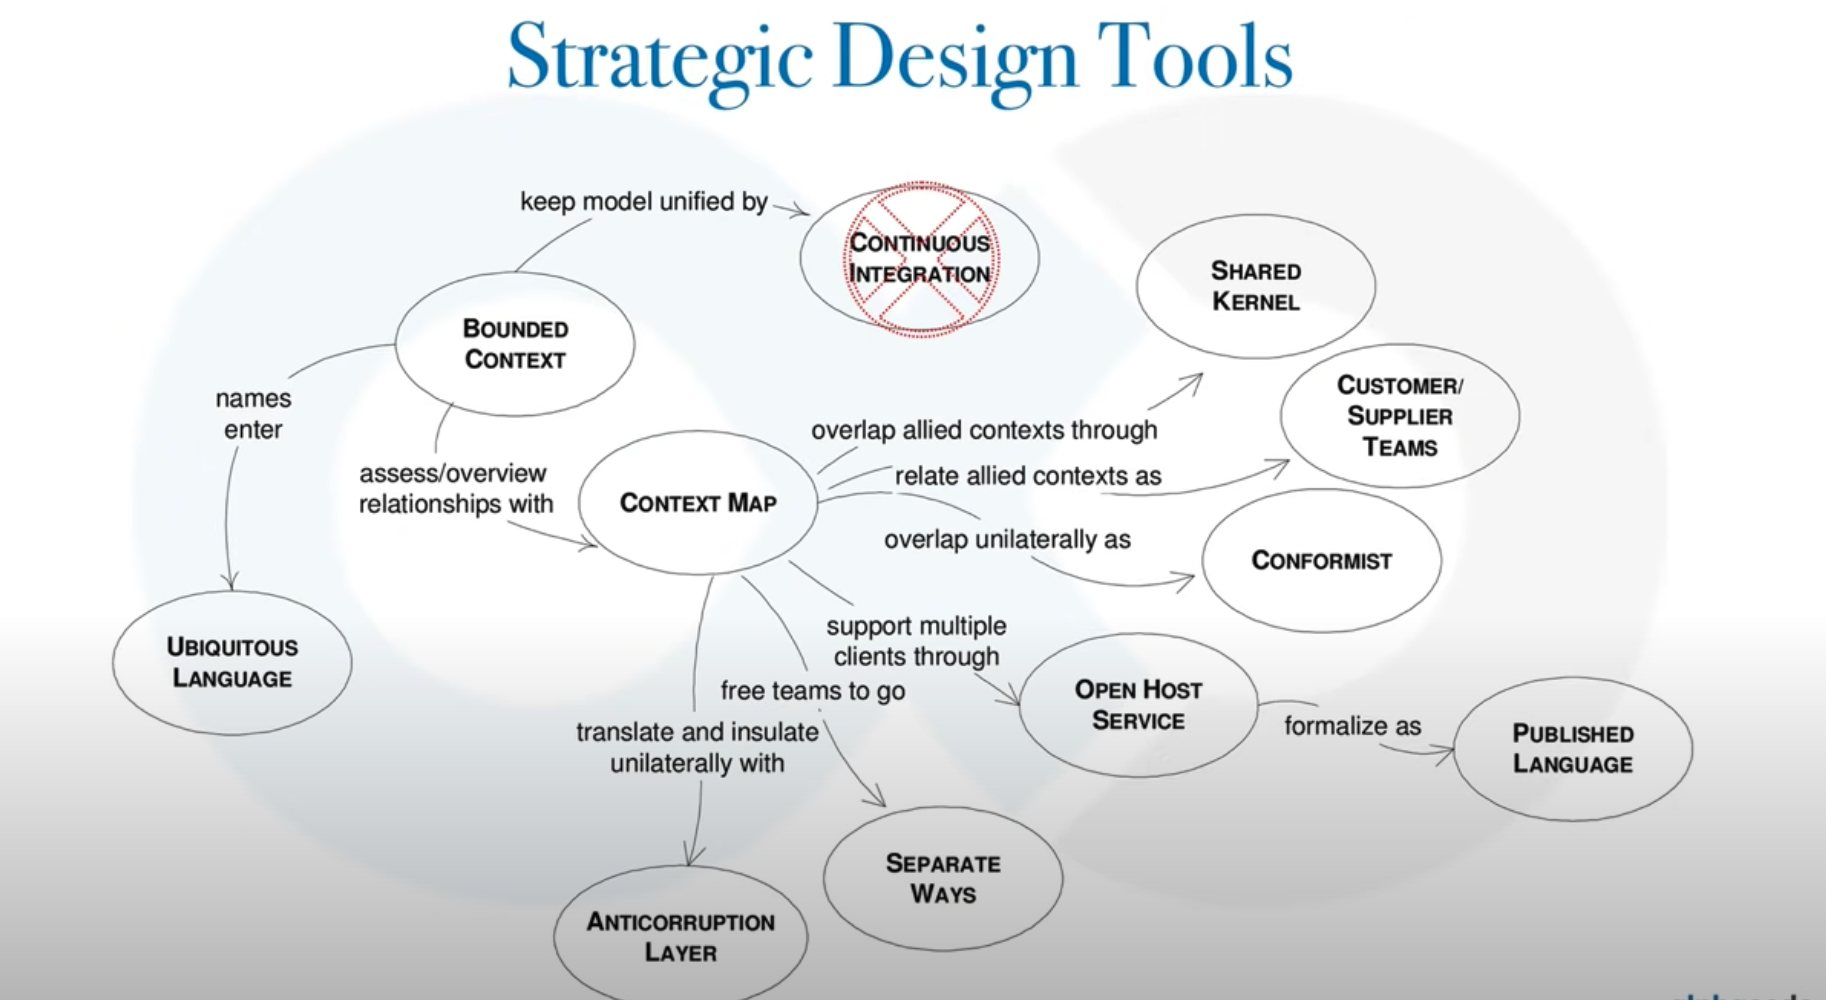 Strategic Design Tools
keep model unified by
CONTINUOUS
INTEGRATION
SHARED
KERNEL
BOUNDED
CONTEXT
CUSTOMER/
SUPPLIER
TEAMS
names
enter
overlap allied contexts through
assess/overview
relationships with
relate allied contexts as
CONTEXT MAP
overlap unilaterally as
CONFORMIST
UBIQUITOUS
LANGUAGE
support multiple
clients through
free teams to go
OPEN HOST
SERVICE
translate and insulate
unilaterally with
formalize as
PUBLISHED
LANGUAGE
SEPARATE
WAYS
ANTICORRUPTION
LAYER